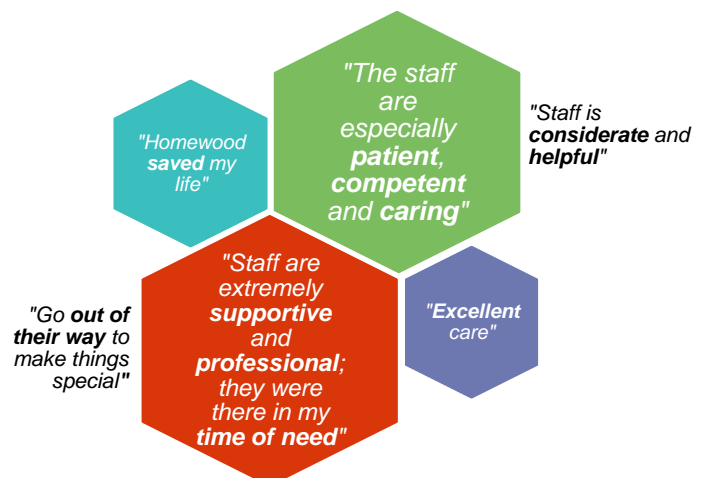 "The staff
are
especially
patient,
competent
and caring"
"Staff is
considerate and
helpful"
"Homewood
saved my
life"
"Staff are
extremely
supportive
and
professional;
they were
there in my
time of need"
"Excellent
care"
"Go out of
their way to
make things
special"